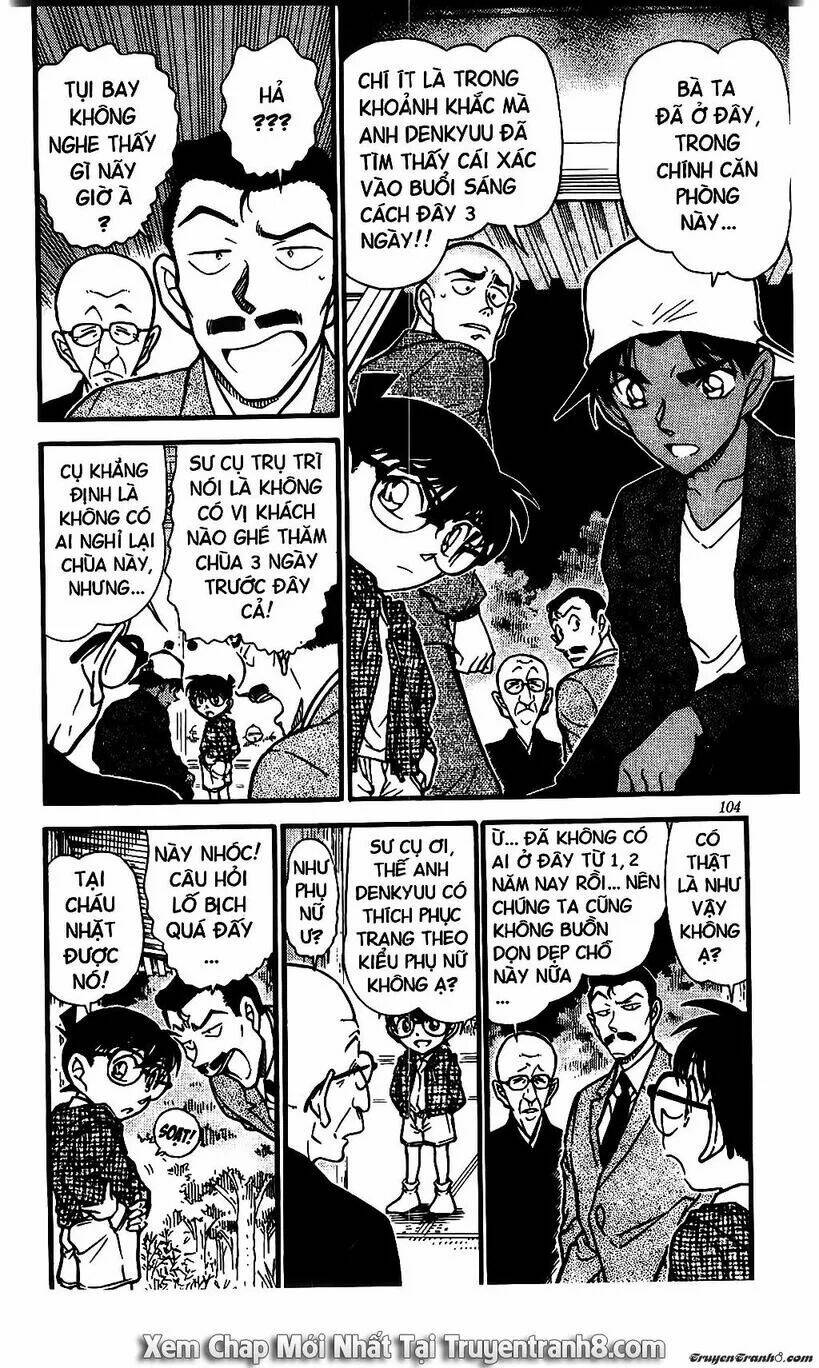 BÀ TA
ĐÃ Ở ĐÂY,
TRONG
CHÍNH CĂN
PHÒNG
NÀY...
CHÍ ÍT LÀ TRONG
KHOẢNH KHẮC MÀ
ANH DENKYUU ĐÃ
TÌM THẤY CÁI XÁC
VÀO BUỔI SÁNG
CÁCH ĐÂY 3
NGÀY!!
HẢ
???
TỤI BAY
KHÔNG
NGHE THẤY
GÌ NÃY
GIỜ À
?
SƯ CỤ TRỤ TRÌ
NÓI LÀ KHÔNG
CÓ VỊ KHÁCH
NÀO GHÉ THĂM
CHÙA 3 NGÀY
TRƯỚC ĐÂY
CẢ!
CỤ KHẲNG
ĐỊNH LÀ
KHÔNG CÓ
AI NGHỈ LẠI
CHÙA NÀY,
NHƯNG...
104
CÓ
THẬT
LÀ NHƯ
VẬY
KHÔNG
Ạ?
Ừ... ĐÃ KHÔNG CÓ
AI Ở ĐÂY TỪ 1, 2
NĂM NAY RỒI... NÊN
CHÚNG TA CŨNG
KHÔNG BUỒN
DỌN DẸP CHỖ
NÀY NỮA
...
SƯ CỤ ƠI,
THẾ ANH
DENKYUU CÓ
THÍCH PHỤC
TRANG THEO
KIỂU PHỤ NỮ
KHÔNG Ạ?
NHƯ
PHỤ
NỮ
Ư?
NÀY NHÓC!
CÂU HỎI
LỐ BỊCH
QUÁ ĐẤY
...
TẠI
CHÁU
NHẶT
ĐƯỢC
NÓ!
SOẠT!
Xem Chap Mới Nhất Tại Truyentranh8.com
TruyenTranh8.com